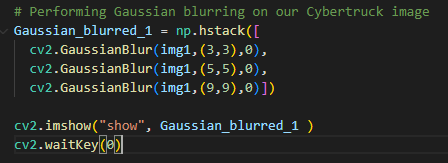 # Performing Gaussian blurring on our Cybertruck image
Gaussian_blurred_1 = np.hstack([
cv2.GaussianBlur(img1,(3,3),0),
cv2.GaussianBlur(img1,(5,5),0),
cv2.GaussianBlur(img1,(9,9),0)])
cv2.imshow("show", Gaussian_blurred_1 )
cv2.waitKey(0)